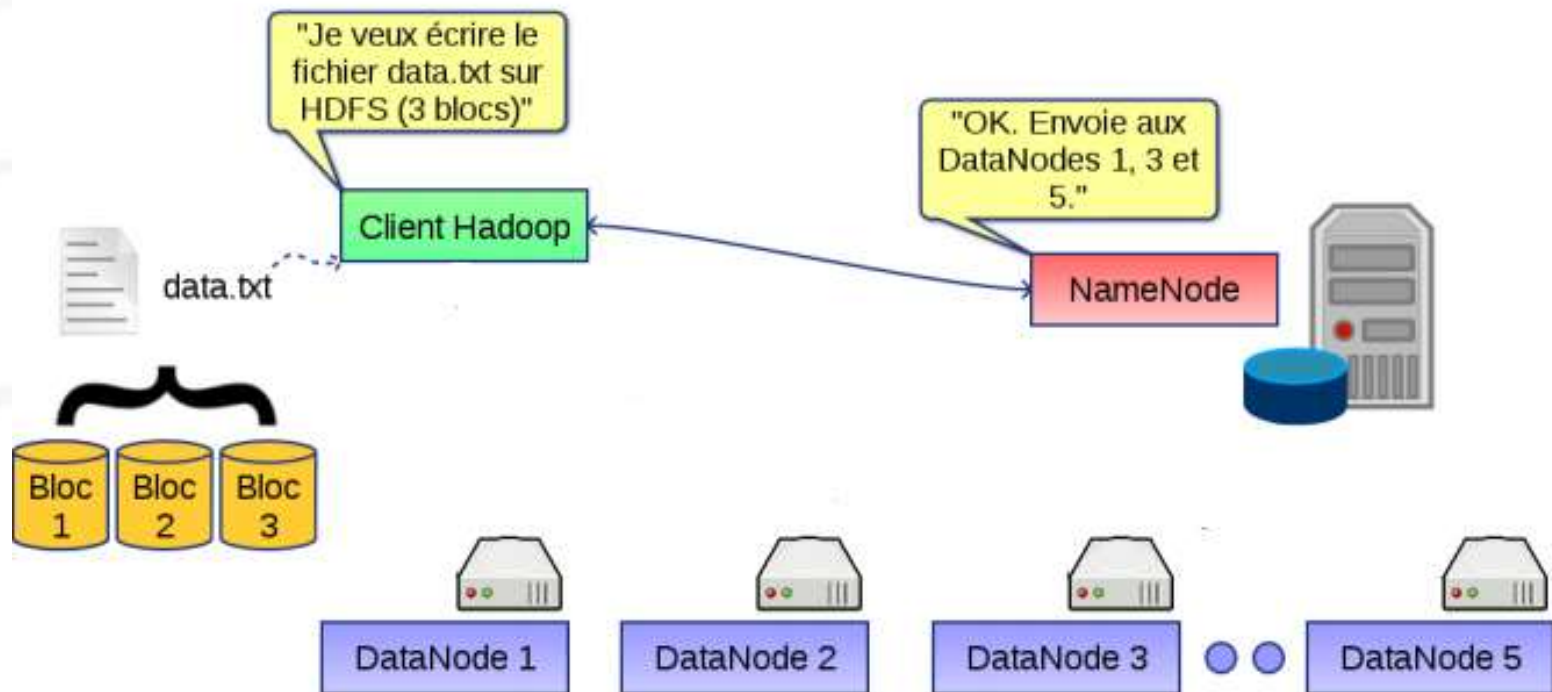 "Je veux écrire le
fichier data.txt sur
HDFS (3 blocs)"
"OK. Envoie aux
DataNodes 1, 3 et
5."
Client Hadoop
NameNode
data.txt
Bloc
1
Bloc
2
Bloc
3
DataNode 1
DataNode 2
DataNode 3
DataNode 5